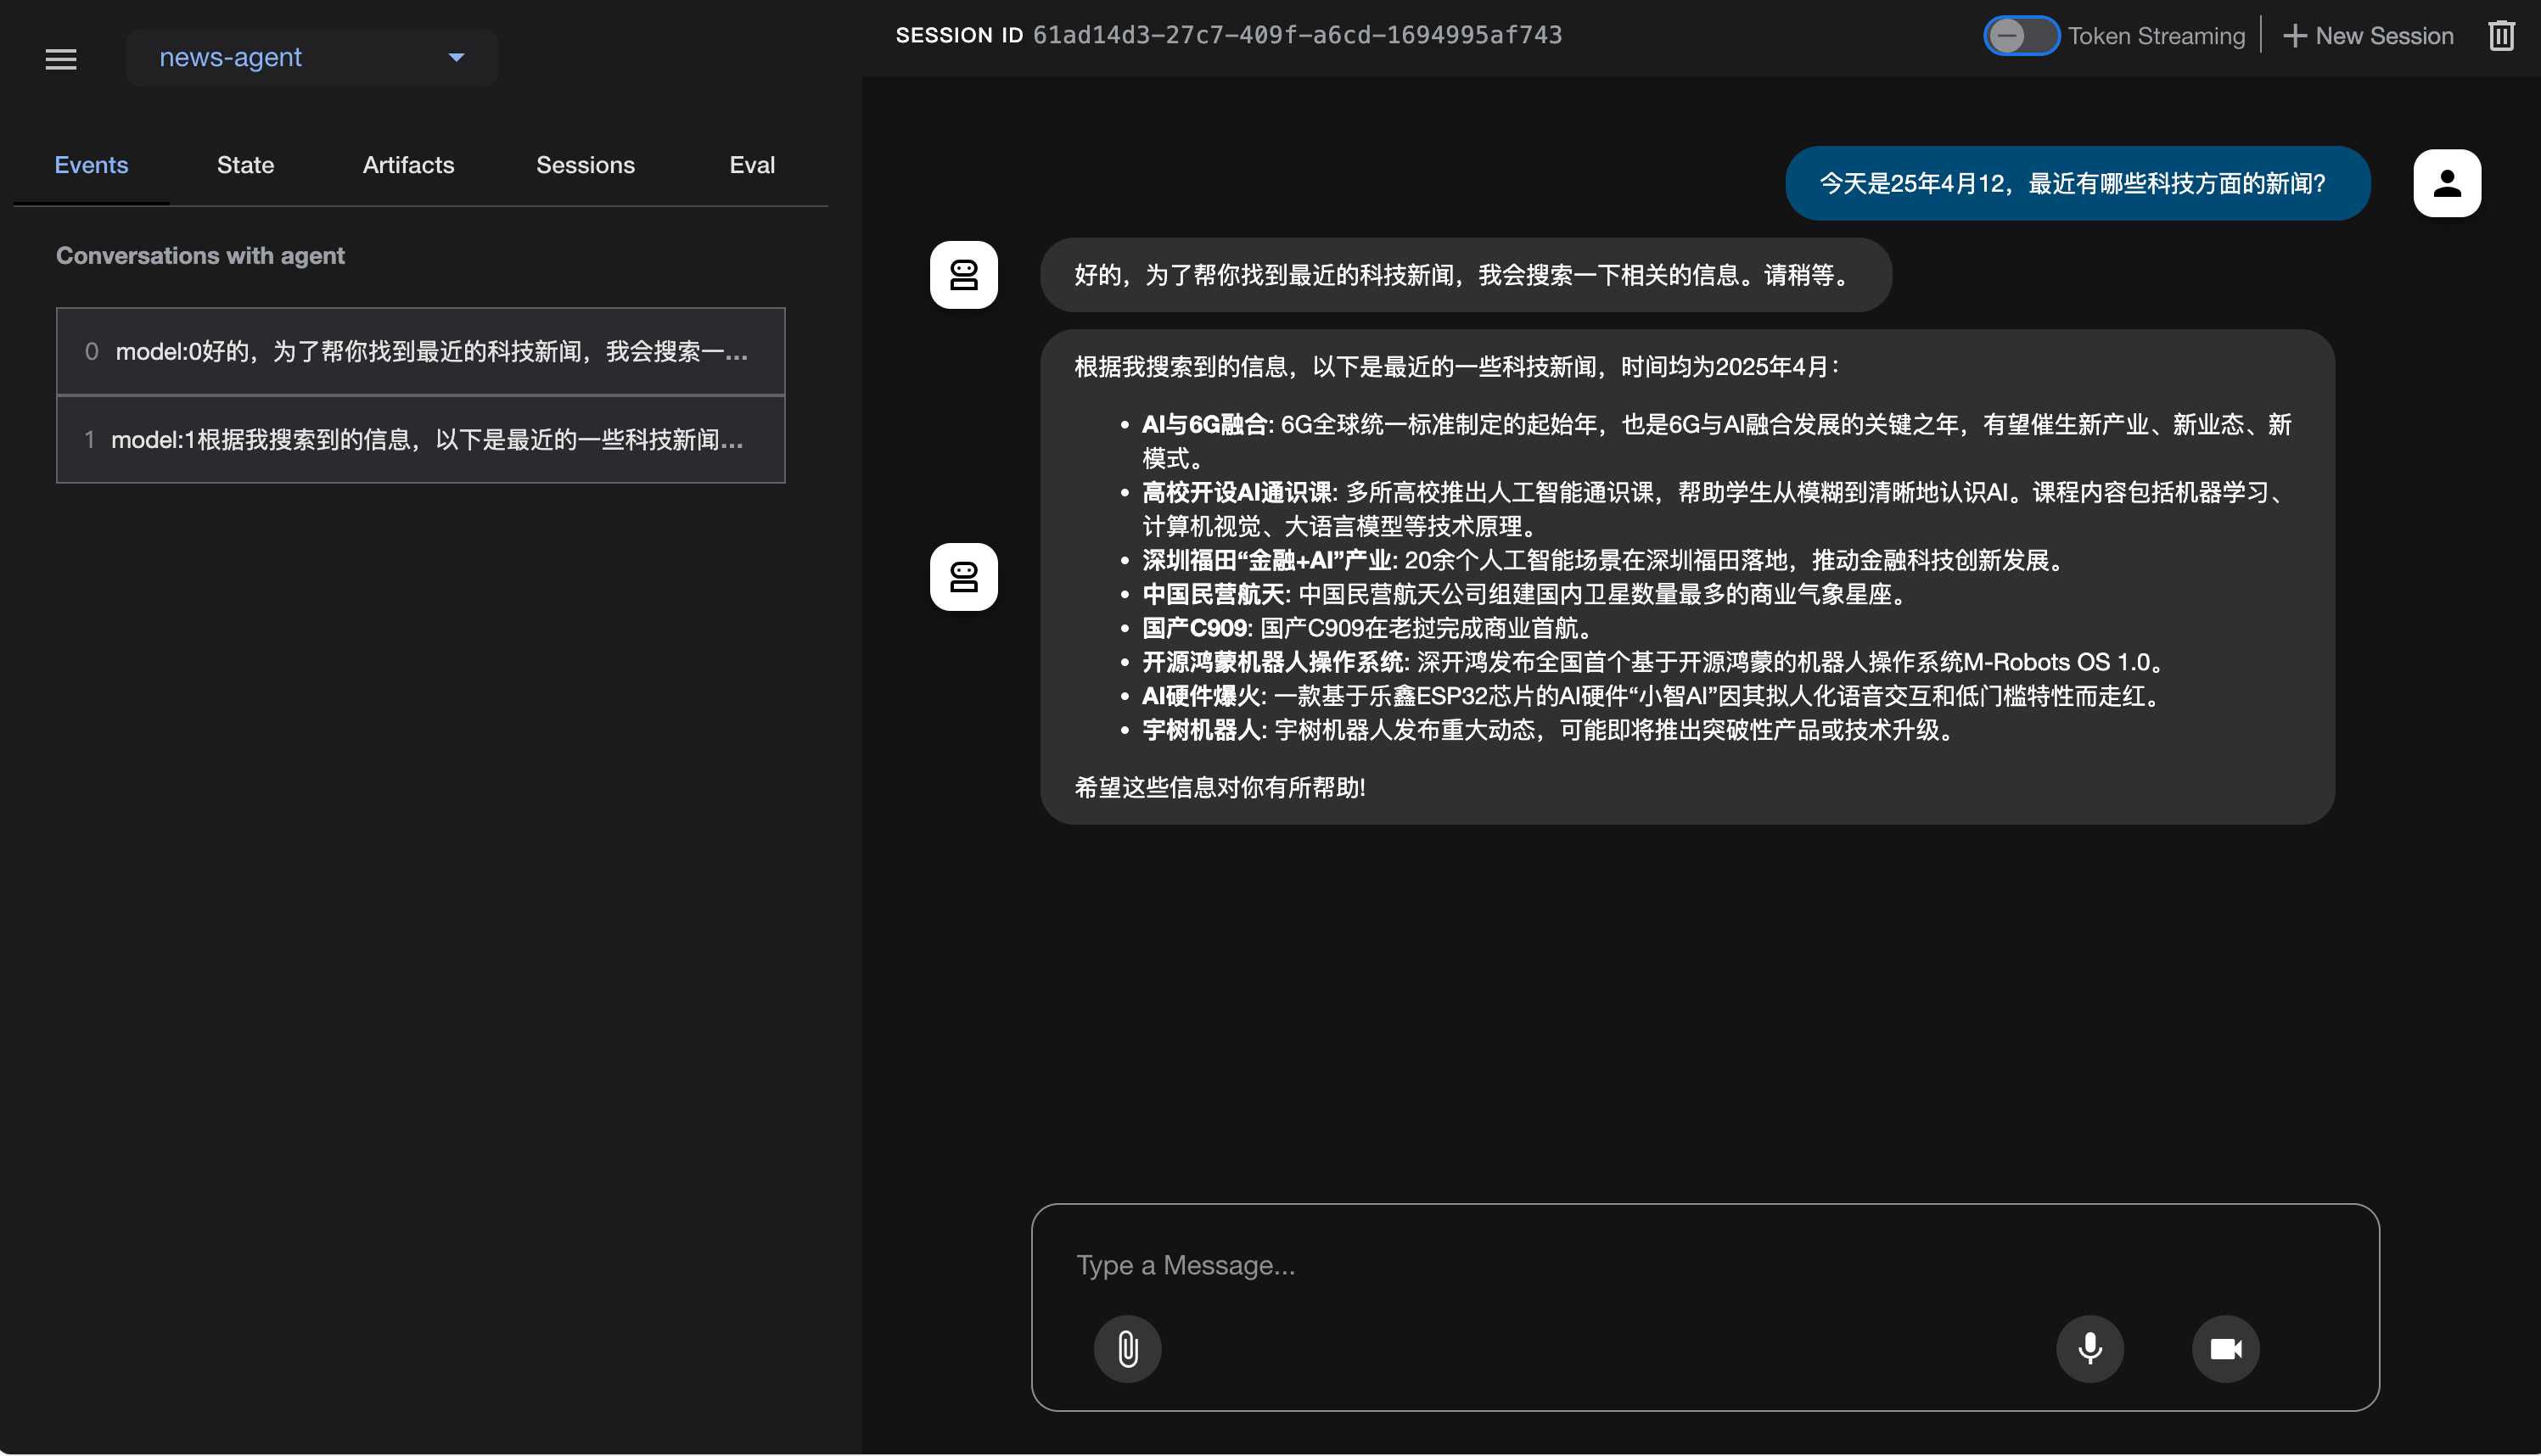 news-agent
SESSION ID 61ad14d3-27c7-409f-a6cd-1694995af743
Token Streaming
New Session
Events
State
Artifacts
Sessions
Eval
Conversations with agent
0 model:0好的，为了帮你找到最近的科技新闻，我会搜索一...
1 model:1根据我搜索到的信息，以下是最近的一些科技新闻...
今天是25年4月12，最近有哪些科技方面的新闻？
好的，为了帮你找到最近的科技新闻，我会搜索一下相关的信息。请稍等。
根据我搜索到的信息，以下是最近的一些科技新闻，时间均为2025年4月：
• AI与6G融合: 6G全球统一标准制定的起始年，也是6G与AI融合发展的关键之年，有望催生新产业、新业态、新
模式。
• 高校开设AI通识课: 多所高校推出人工智能通识课，帮助学生从模糊到清晰地认识AI。课程内容包括机器学习、
计算机视觉、大语言模型等技术原理。
• 深圳福田“金融+AI”产业: 20余个人工智能场景在深圳福田落地，推动金融科技创新发展。
• 中国民营航天: 中国民营航天公司组建国内卫星数量最多的商业气象星座。
• 国产C909: 国产C909在老挝完成商业首航。
• 开源鸿蒙机器人操作系统: 深开鸿发布全国首个基于开源鸿蒙的机器人操作系统M-Robots OS 1.0。
• AI硬件爆火: 一款基于乐鑫ESP32芯片的AI硬件“小智AI”因其拟人化语音交互和低门槛特性而走红。
• 宇树机器人: 宇树机器人发布重大动态，可能即将推出突破性产品或技术升级。
希望这些信息对你有所帮助!
Type a Message...